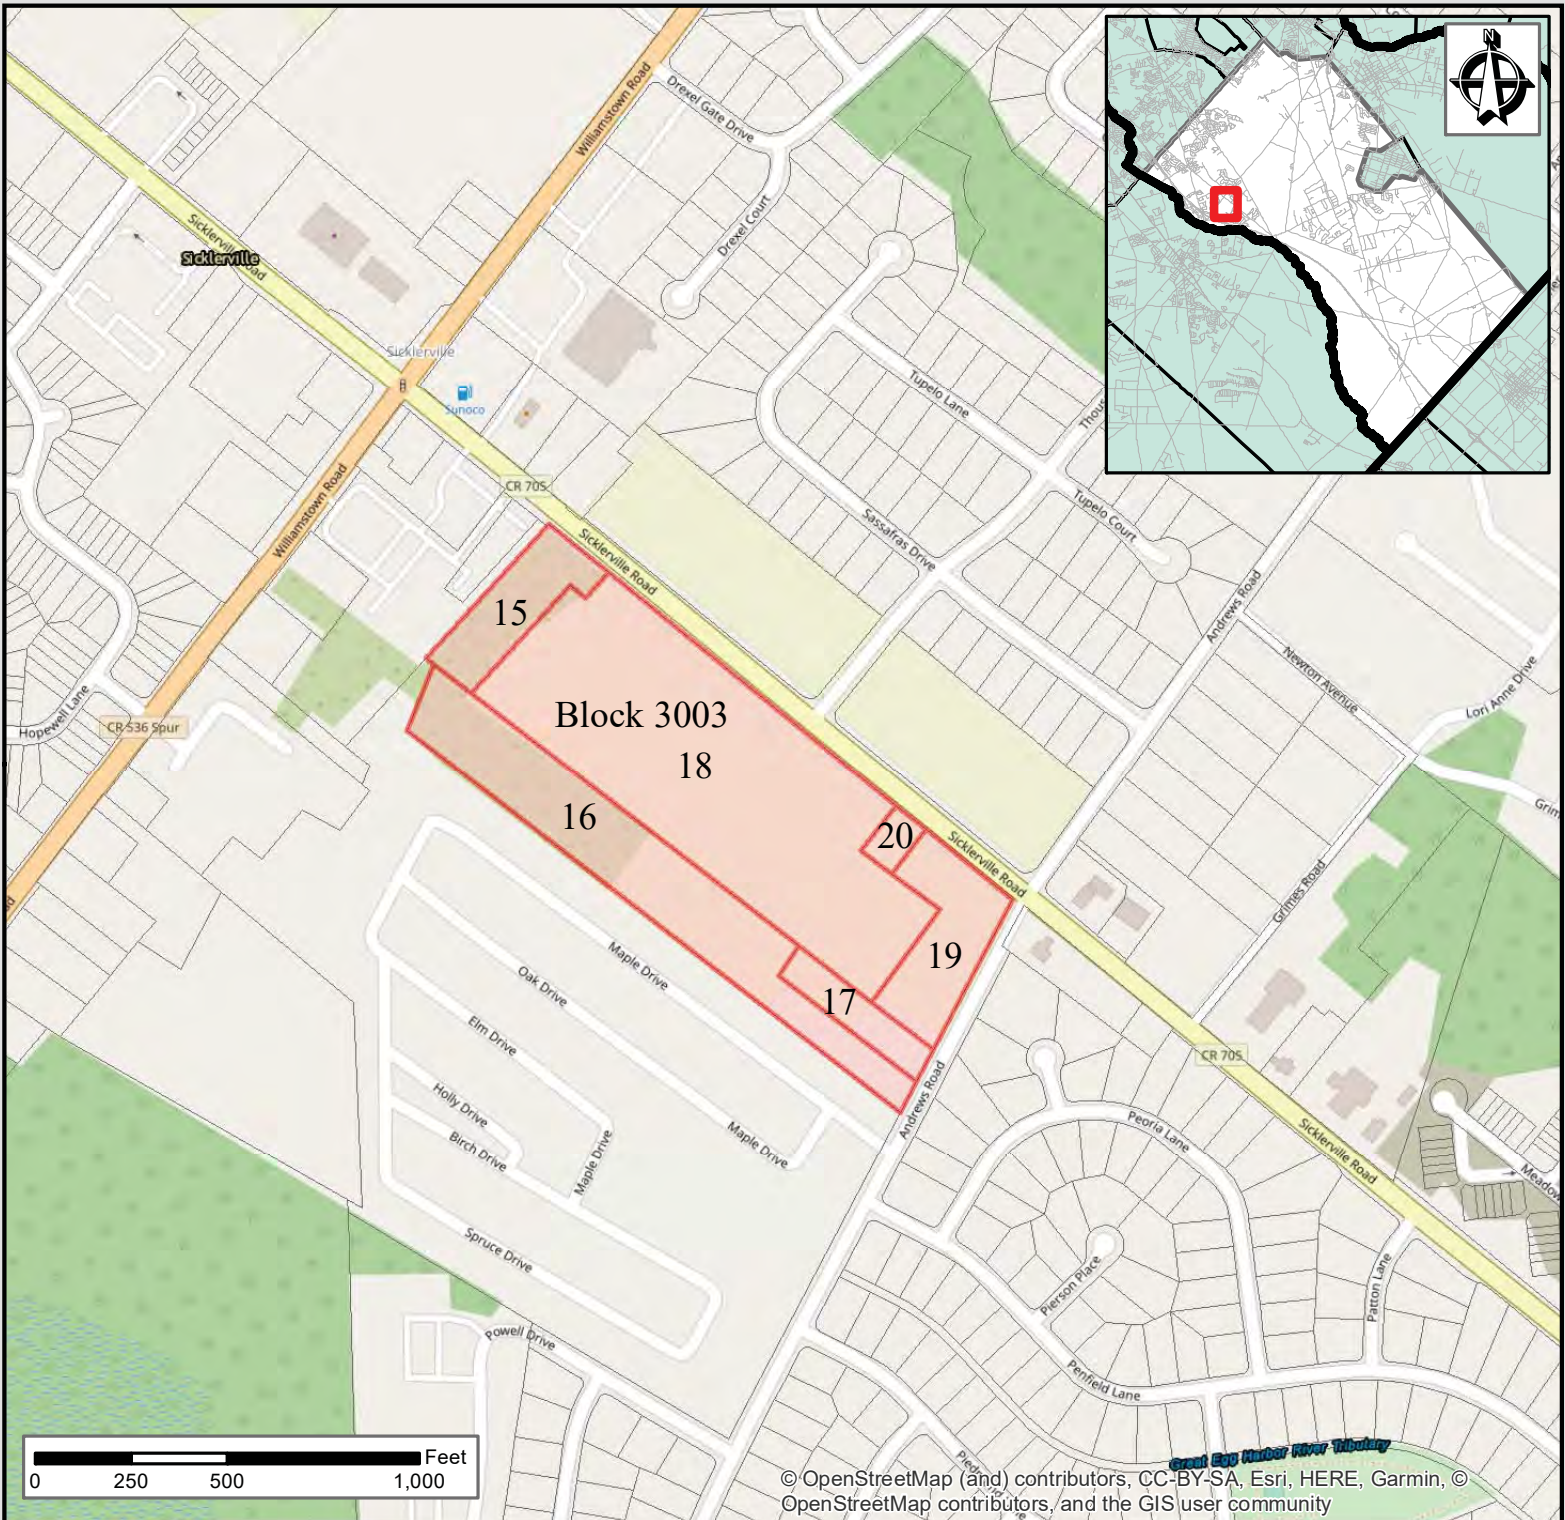 N
Drexel Gate Drive
Williamstown Road
Drexel Court
Sicklerville Road
Sicklerville
Sicklerville
Sunoco
Tupelo Lane
Thous
CR 705
Tupelo Court
Sassafras Drive
Sicklerville Road
Williamstown Road
Andrews Road
15
Newton Avenue
Lori Anne Drive
Hopewell Lane
CR 536 Spur
Block 3003
18
16
20
Sicklerville Road
Grim
Grimes Road
19
Maple Drive
Oak Drive
17
Elm Drive
CR 705
Andrews Road
Holly Drive
Birch Drive
Maple Drive
Maple Drive
Peoria Lane
Sicklerville Road
Meadow
Spruce Drive
Pierson Place
Patton Lane
Powell Drive
Penfield Lane
Great Egg Harbor River Tributary
Feet
0 250 500 1,000
© OpenStreetMap (and) contributors, CC-BY-SA, Esri, HERE, Garmin, ©
OpenStreetMap contributors, and the GIS user community